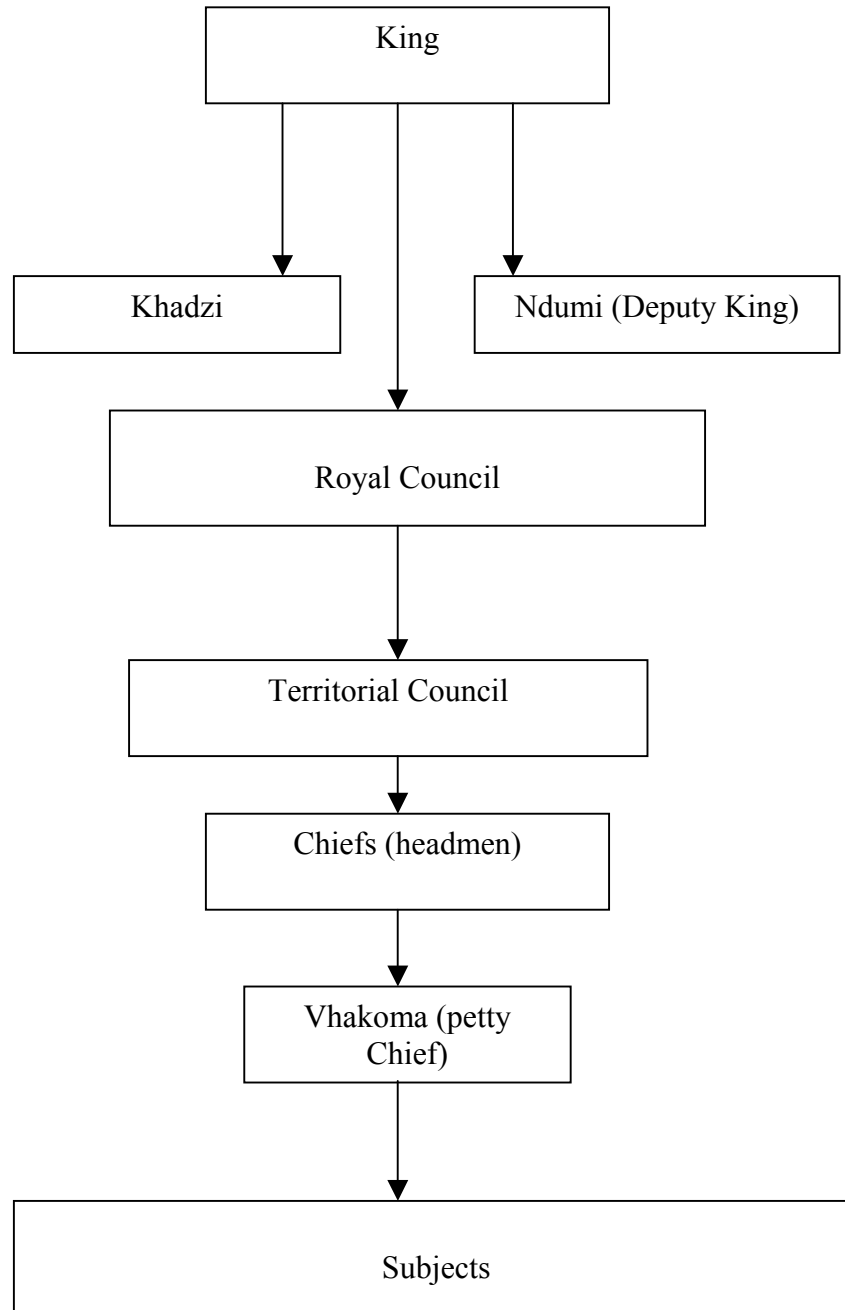 King
Khadzi
Ndumi (Deputy King)
Royal Council
Territorial Council
Chiefs (headmen)
Vhakoma (petty
Chief)
Subjects